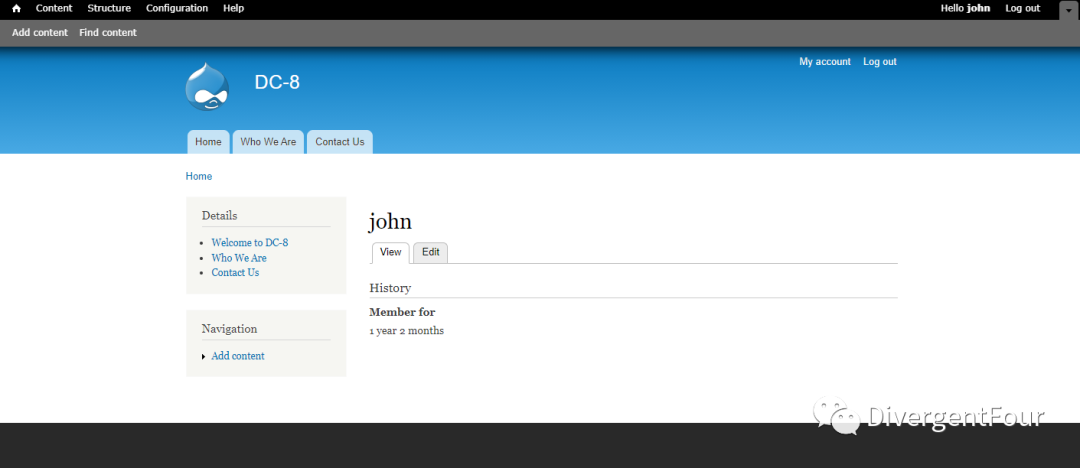 Content Structure Configuration Help Hello john Log out
Add content Find content
My account Log out
DC-8
Home Who We Are Contact Us
Home
Details
Welcome to DC-8
Who We Are
Contact Us
Navigation
Add content
john
View Edit
History
Member for
1 year 2 months
DivergentFour